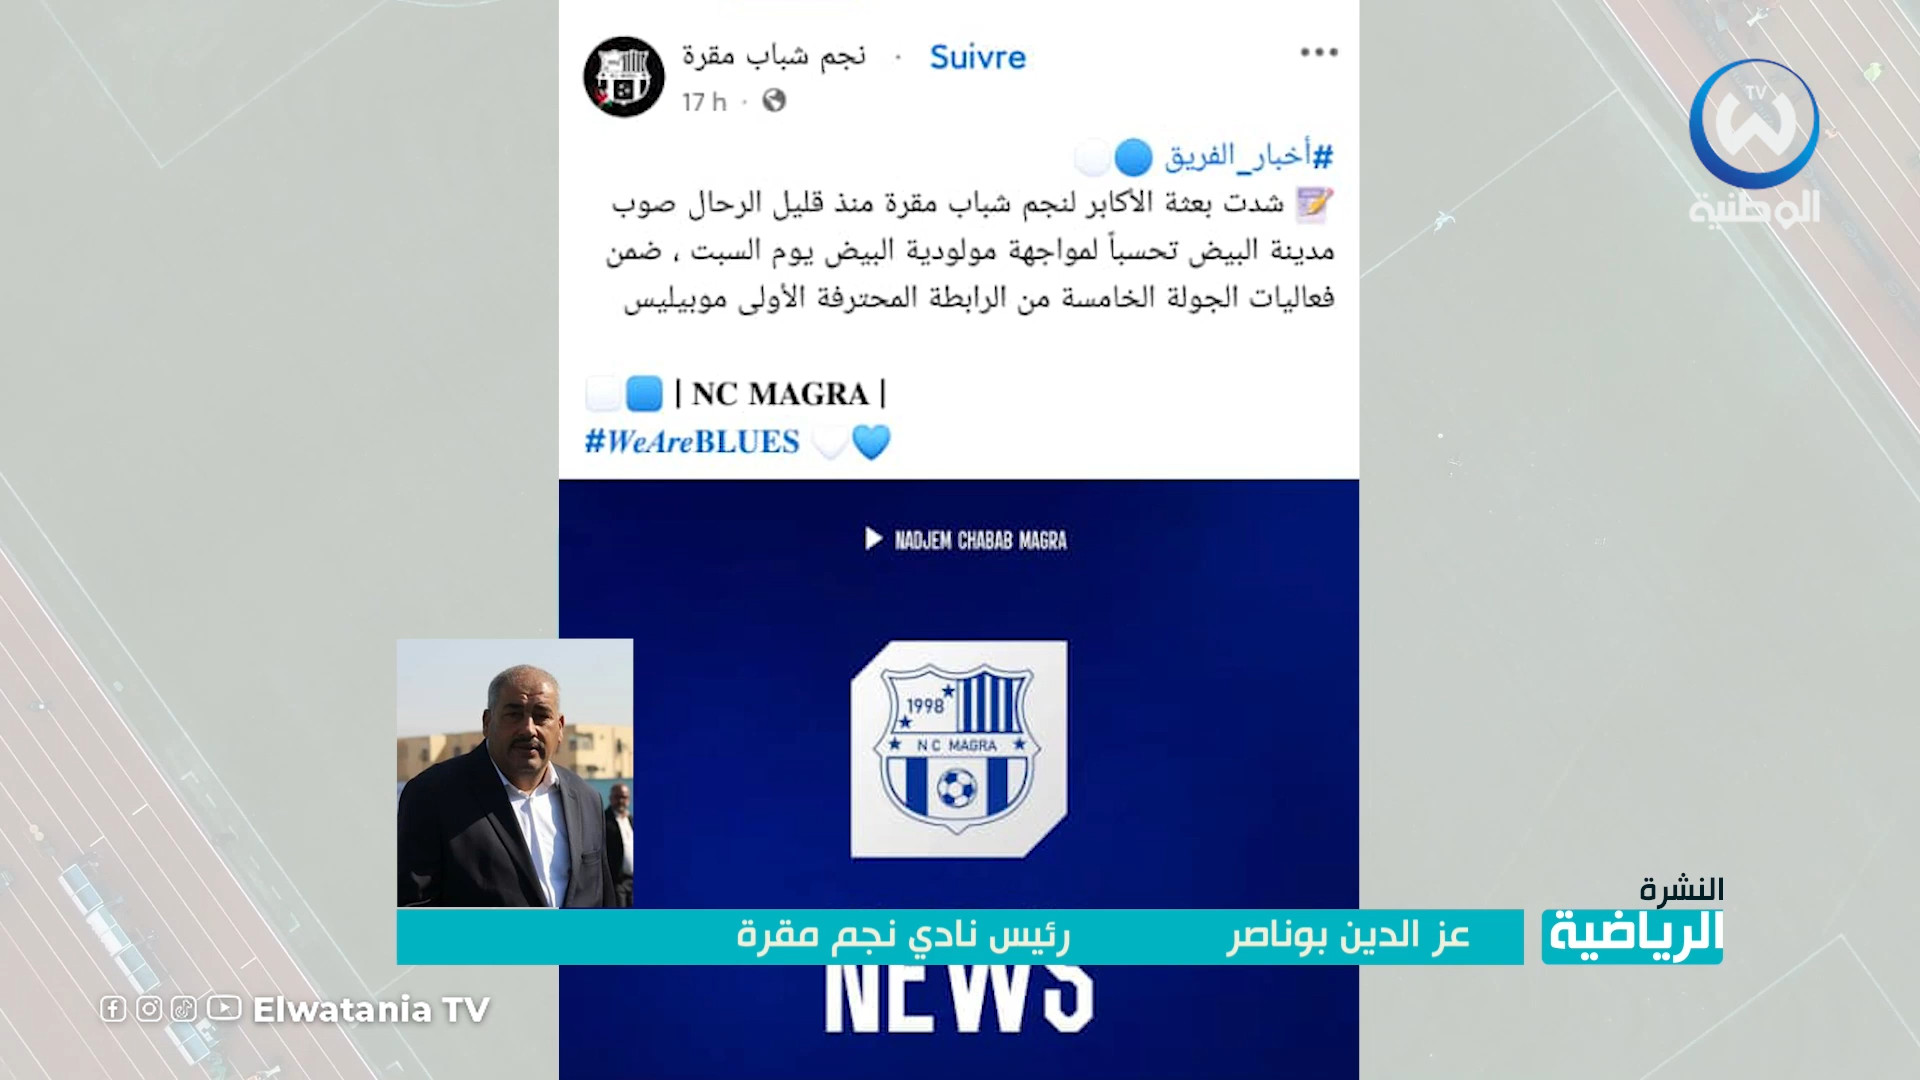 نجم شباب مقرة · Suivre
17 h ·
#أخبار_الفريق
شدت بعثة الأكابر لنجم شباب مقرة منذ قليل الرحال صوب
مدينة البيض تحسباً لمواجهة مولودية البيض يوم السبت ، ضمن
فعاليات الجولة الخامسة من الرابطة المحترفة الأولى موبيليس
| NC MAGRA |
#WeAreBLUES
TV
الوطنية
NADJEM CHABAB MAGRA
1998
NC MAGRA
النشرة
الرياضية
عز الدين بوناصر
رئيس نادي نجم مقرة
NEWS
Elwatania TV